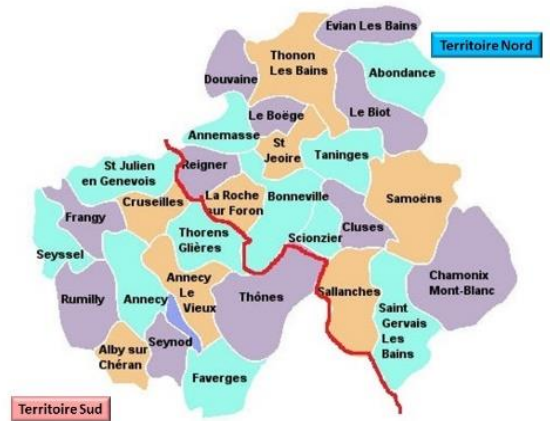 Evian Les Bains
Territoire Nord
Thonon
Les Bains
Abondance
Douvaine
Le Boëge
Le Biot
Annemasse
St
Jeoire
Taninges
Reigner
St Julien
en Genevois
La Roche
sur Foron
Bonneville
Samoëns
Cruseilles
Frangy
Thorens
Glières
Scionzier
Cluses
Seyssel
Annecy
Le
Vieux
Chamonix
Mont-Blanc
Rumilly
Annecy
Thônes
Sallanches
Saint
Gervais
Les
Bains
Alby sur
Chéran
Seynod
Faverges
Territoire Sud